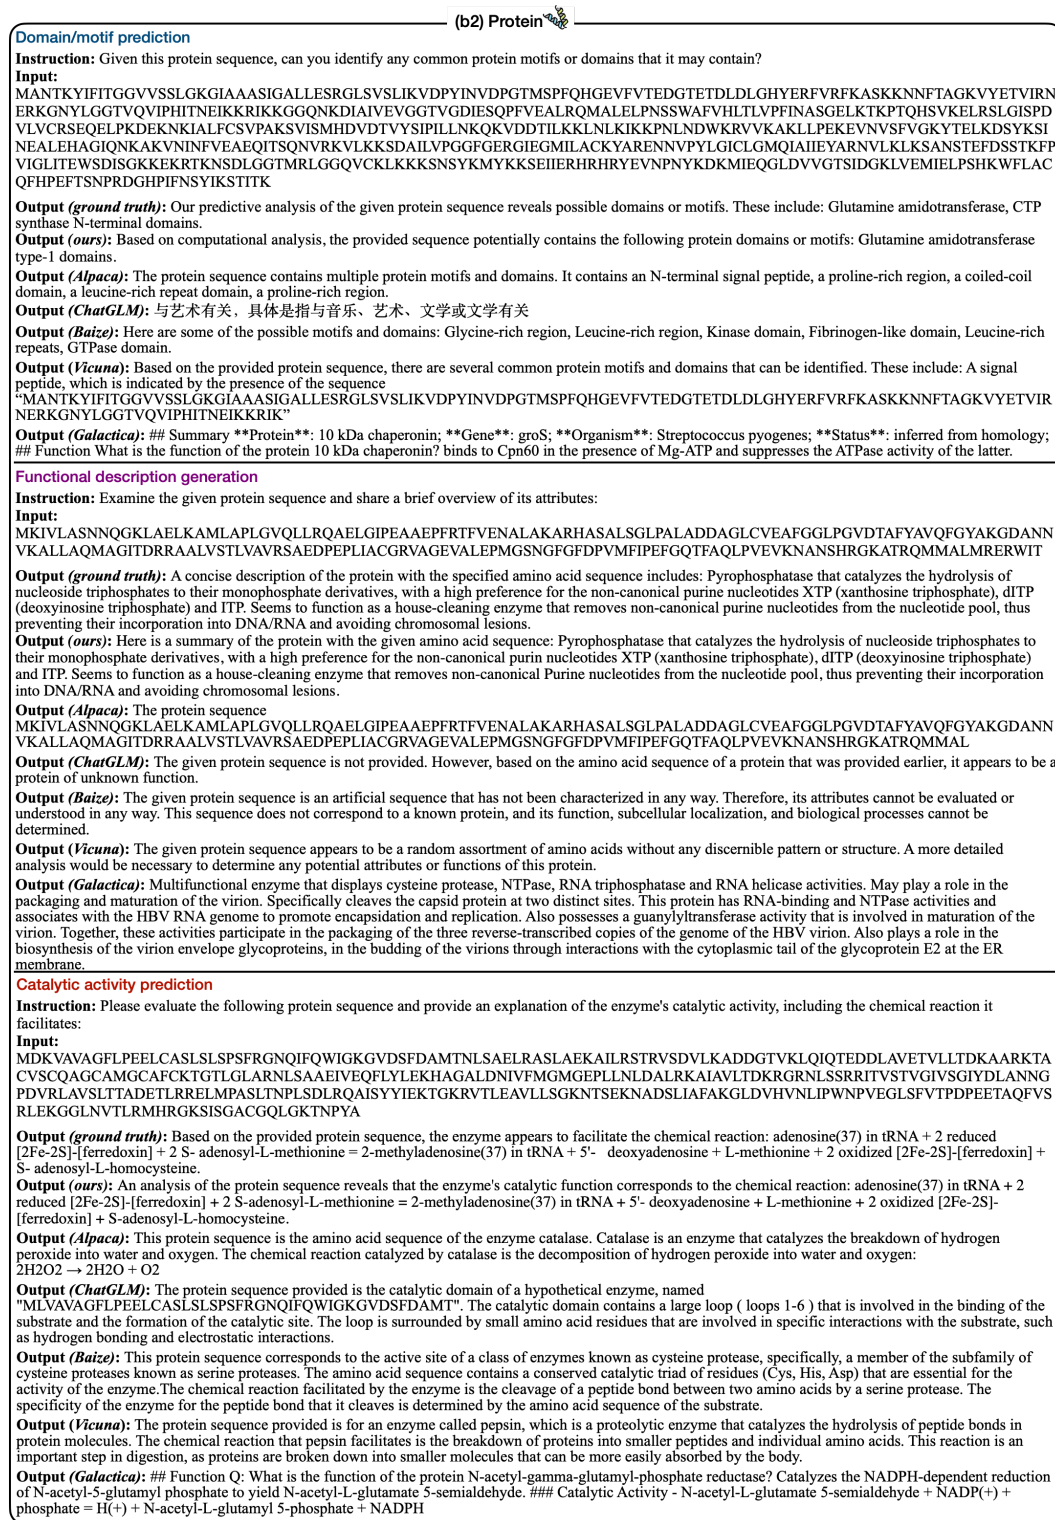 (b2) Protein
Domain/motif prediction
Instruction: Given this protein sequence, can you identify any common protein motifs or domains that it may contain?
Input:
MANTKYIFITGGVVSSLGKGIAAASIGALLESRGLSVSLIKVDPYINVDPGTMSPFQHGEVFVTEDGTETDLDLGHYERFVRFKASKKNNFTAGKVYETVIRN
ERKGNYLGGTVQVIPHITNEIKKRIKKGGQNKDIAIVEVGGTVGDIESQPFVEALRQMALELPNSSWAFVHLTLVPFINASGELKTKPTQHSVKELRSLGISPD
VLVCRSEQELPKDEKNKIALFCSVPAKSVISMHDVDTVYSIPILLNKQKVDDTILKKLNLKIKKPNLNDWKRVVKAKLLPEKEVNVSFVGKYTELKDSYKSI
NEALEHAGIQNKAKVNINFVEAEQITSQNVRKVLKKSDAILVPGGFGERGIEGMILACKYARENNVPYLGICLGMQIAIIEYARNVLKLKSANSTEFDSSTKFP
VIGLITEWSDISGKKEKRTKNSDLGGTMRLGGQVCKLKKKSNSYKMYKKSEIIERHRHRYEVNPNYKDKMIEQGLDVVGTSIDGKLVEMIELPSHKWFLAC
QFHPEFTSNPRDGHPIFNSYIKSTITK
Output (ground truth): Our predictive analysis of the given protein sequence reveals possible domains or motifs. These include: Glutamine amidotransferase, CTP
synthase N-terminal domains.
Output (ours): Based on computational analysis, the provided sequence potentially contains the following protein domains or motifs: Glutamine amidotransferase
type-1 domains.
Output (Alpaca): The protein sequence contains multiple protein motifs and domains. It contains an N-terminal signal peptide, a proline-rich region, a coiled-coil
domain, a leucine-rich repeat domain, a proline-rich region.
Output (ChatGLM): 与艺术有关，具体是指与音乐、艺术、文学或文学有关
Output (Baize): Here are some of the possible motifs and domains: Glycine-rich region, Leucine-rich region, Kinase domain, Fibrinogen-like domain, Leucine-rich
repeats, GTPase domain.
Output (Vicuna): Based on the provided protein sequence, there are several common protein motifs and domains that can be identified. These include: A signal
peptide, which is indicated by the presence of the sequence
“MANTKYIFITGGVVSSLGKGIAAASIGALLESRGLSVSLIKVDPYINVDPGTMSPFQHGEVFVTEDGTETDLDLGHYERFVRFKASKKNNFTAGKVYETVIR
NERKGNYLGGTVQVIPHITNEIKKRIK”
Output (Galactica): ## Summary **Protein**: 10 kDa chaperonin; **Gene**: groS; **Organism**: Streptococcus pyogenes; **Status**: inferred from homology;
## Function What is the function of the protein 10 kDa chaperonin? binds to Cpn60 in the presence of Mg-ATP and suppresses the ATPase activity of the latter.
Functional description generation
Instruction: Examine the given protein sequence and share a brief overview of its attributes:
Input:
MKIVLASNNQGKLAELKAMLAPLGVQLLRQAELGIPEAAEPFRTFVENALAKARHASALSGLPALADDAGLCVEAFGGLPGVDTAFYAVQFGYAKGDANN
VKALLAQMAGITDRRAALVSTLVAVRSAEDPEPLIACGRVAGEVALEPMGSNGFGFDPVMFIPEFGQTFAQLPVEVKNANSHRGKATRQMMALMRERWIT
Output (ground truth): A concise description of the protein with the specified amino acid sequence includes: Pyrophosphatase that catalyzes the hydrolysis of
nucleoside triphosphates to their monophosphate derivatives, with a high preference for the non-canonical purine nucleotides XTP (xanthosine triphosphate), dITP
(deoxyinosine triphosphate) and ITP. Seems to function as a house-cleaning enzyme that removes non-canonical purine nucleotides from the nucleotide pool, thus
preventing their incorporation into DNA/RNA and avoiding chromosomal lesions.
Output (ours): Here is a summary of the protein with the given amino acid sequence: Pyrophosphatase that catalyzes the hydrolysis of nucleoside triphosphates to
their monophosphate derivatives, with a high preference for the non-canonical purin nucleotides XTP (xanthosine triphosphate), dITP (deoxyinosine triphosphate)
and ITP. Seems to function as a house-cleaning enzyme that removes non-canonical Purine nucleotides from the nucleotide pool, thus preventing their incorporation
into DNA/RNA and avoiding chromosomal lesions.
Output (Alpaca): The protein sequence
MKIVLASNNQGKLAELKAMLAPLGVQLLRQAELGIPEAAEPFRTFVENALAKARHASALSGLPALADDAGLCVEAFGGLPGVDTAFYAVQFGYAKGDANN
VKALLAQMAGITDRRAALVSTLVAVRSAEDPEPLIACGRVAGEVALEPMGSNGFGFDPVMFIPEFGQTFAQLPVEVKNANSHRGKATRQMMAL
Output (ChatGLM): The given protein sequence is not provided. However, based on the amino acid sequence of a protein that was provided earlier, it appears to be a
protein of unknown function.
Output (Baize): The given protein sequence is an artificial sequence that has not been characterized in any way. Therefore, its attributes cannot be evaluated or
understood in any way. This sequence does not correspond to a known protein, and its function, subcellular localization, and biological processes cannot be
determined.
Output (Vicuna): The given protein sequence appears to be a random assortment of amino acids without any discernible pattern or structure. A more detailed
analysis would be necessary to determine any potential attributes or functions of this protein.
Output (Galactica): Multifunctional enzyme that displays cysteine protease, NTPase, RNA triphosphatase and RNA helicase activities. May play a role in the
packaging and maturation of the virion. Specifically cleaves the capsid protein at two distinct sites. This protein has RNA-binding and NTPase activities and
associates with the HBV RNA genome to promote encapsidation and replication. Also possesses a guanylyltransferase activity that is involved in maturation of the
virion. Together, these activities participate in the packaging of the three reverse-transcribed copies of the genome of the HBV virion. Also plays a role in the
biosynthesis of the virion envelope glycoproteins, in the budding of the virions through interactions with the cytoplasmic tail of the glycoprotein E2 at the ER
membrane.
Catalytic activity prediction
Instruction: Please evaluate the following protein sequence and provide an explanation of the enzyme's catalytic activity, including the chemical reaction it
facilitates:
Input:
MDKVAVAGFLPEELCASLSLSPSFRGNQIFQWIGKGVDSFDAMTNLSAELRASLAEKAILRSTRVSDVLKADDGTVKLQIQTEDDLAVETVLLTDKAARKTA
CVSCQAGCAMGCAFCKTGTLGLARNLSAAEIVEQFLYLEKHAGALDNIVFMGMGEPLLNLDALRKAIAVLTDKRGRNLSSRRITVSTVGIVSGIYDLANNG
PDVRLAVSLTTADETLRRELMPASLTNPLSDLRQAISYYIEKTGKRVTLEAVLLSGKNTSEKNADSLIAFAKGLDVHVNLIPWNPVEGLSFVTPDPEETAQFVS
RLEKGGLNVTLRMHRGKSISGACGQLGKTNPYA
Output (ground truth): Based on the provided protein sequence, the enzyme appears to facilitate the chemical reaction: adenosine(37) in tRNA + 2 reduced
[2Fe-2S]-[ferredoxin] + 2 S- adenosyl-L-methionine = 2-methyladenosine(37) in tRNA + 5'- deoxyadenosine + L-methionine + 2 oxidized [2Fe-2S]-[ferredoxin] +
S- adenosyl-L-homocysteine.
Output (ours): An analysis of the protein sequence reveals that the enzyme's catalytic function corresponds to the chemical reaction: adenosine(37) in tRNA + 2
reduced [2Fe-2S]-[ferredoxin] + 2 S-adenosyl-L-methionine = 2-methyladenosine(37) in tRNA + 5'- deoxyadenosine + L-methionine + 2 oxidized [2Fe-2S]-
[ferredoxin] + S-adenosyl-L-homocysteine.
Output (Alpaca): This protein sequence is the amino acid sequence of the enzyme catalase. Catalase is an enzyme that catalyzes the breakdown of hydrogen
peroxide into water and oxygen. The chemical reaction catalyzed by catalase is the decomposition of hydrogen peroxide into water and oxygen:
2H2O2 → 2H2O + O2
Output (ChatGLM): The protein sequence provided is the catalytic domain of a hypothetical enzyme, named
"MLVAVAGFLPEELCASLSLSPSFRGNQIFQWIGKGVDSFDAMT". The catalytic domain contains a large loop ( loops 1-6 ) that is involved in the binding of the
substrate and the formation of the catalytic site. The loop is surrounded by small amino acid residues that are involved in specific interactions with the substrate, such
as hydrogen bonding and electrostatic interactions.
Output (Baize): This protein sequence corresponds to the active site of a class of enzymes known as cysteine protease, specifically, a member of the subfamily of
cysteine proteases known as serine proteases. The amino acid sequence contains a conserved catalytic triad of residues (Cys, His, Asp) that are essential for the
activity of the enzyme.The chemical reaction facilitated by the enzyme is the cleavage of a peptide bond between two amino acids by a serine protease. The
specificity of the enzyme for the peptide bond that it cleaves is determined by the amino acid sequence of the substrate.
Output (Vicuna): The protein sequence provided is for an enzyme called pepsin, which is a proteolytic enzyme that catalyzes the hydrolysis of peptide bonds in
protein molecules. The chemical reaction that pepsin facilitates is the breakdown of proteins into smaller peptides and individual amino acids. This reaction is an
important step in digestion, as proteins are broken down into smaller molecules that can be more easily absorbed by the body.
Output (Galactica): ## Function Q: What is the function of the protein N-acetyl-gamma-glutamyl-phosphate reductase? Catalyzes the NADPH-dependent reduction
of N-acetyl-5-glutamyl phosphate to yield N-acetyl-L-glutamate 5-semialdehyde. ### Catalytic Activity - N-acetyl-L-glutamate 5-semialdehyde + NADP(+) +
phosphate = H(+) + N-acetyl-L-glutamyl 5-phosphate + NADPH